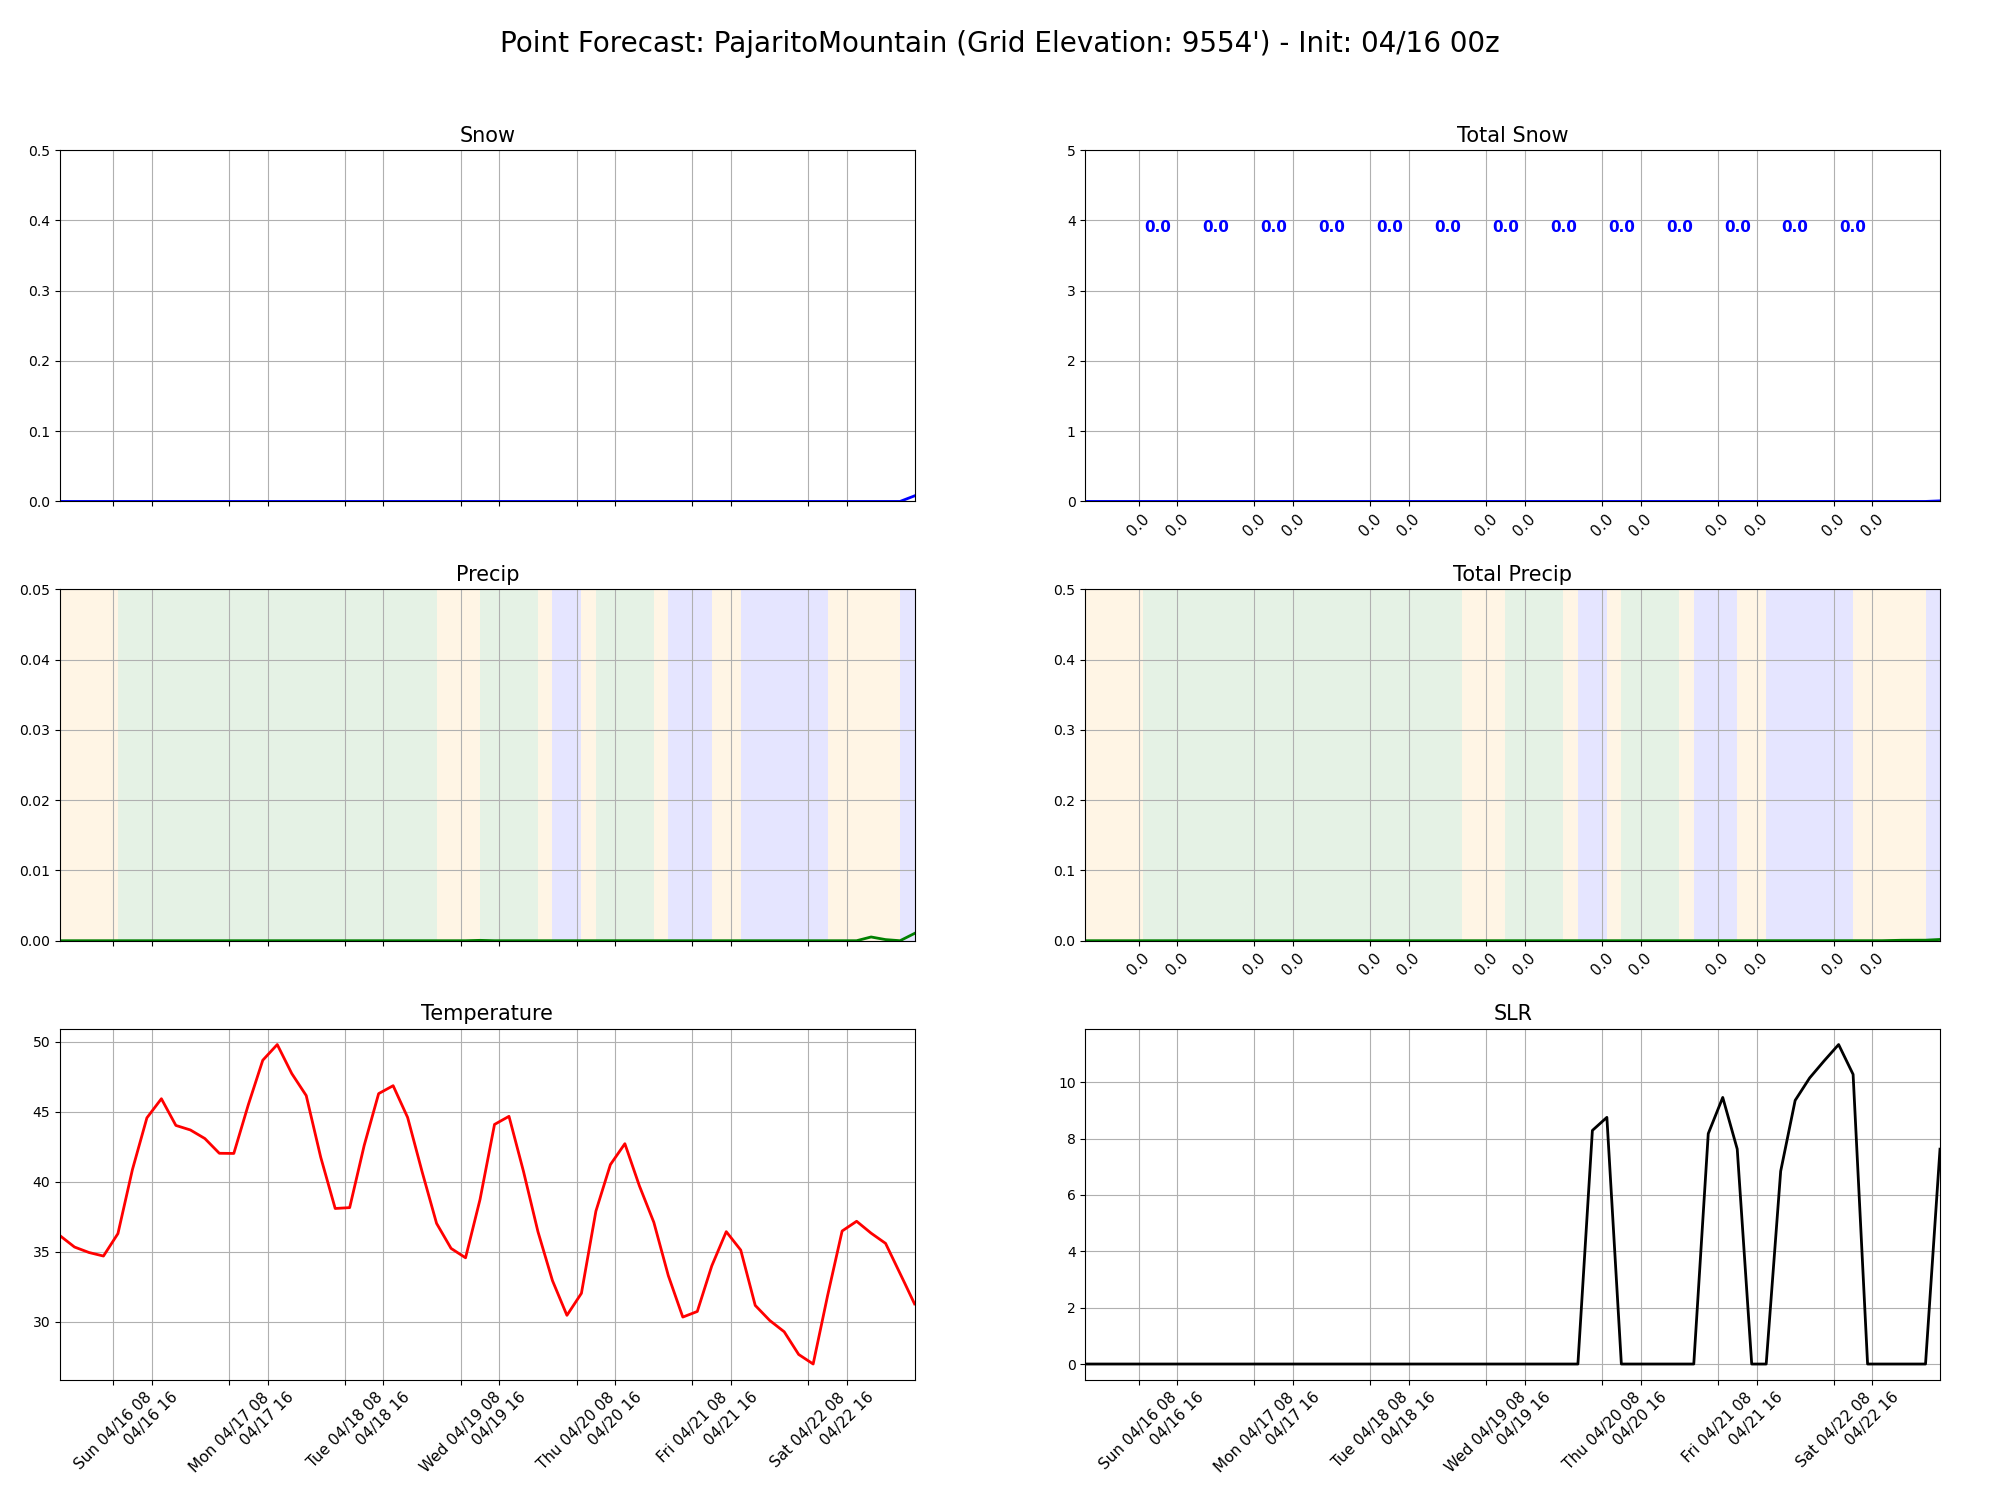 Point Forecast: PajaritoMountain (Grid Elevation: 9554') - Init: 04/16 00z
Snow
0.5
0.4
0.3
0.2
0.1
0.0
Total Snow
5
4
3
2
1
0
0.0 0.0 0.0 0.0 0.0 0.0 0.0 0.0 0.0 0.0 0.0 0.0 0.0
0.0 0.0 0.0 0.0 0.0 0.0 0.0 0.0 0.0 0.0 0.0 0.0 0.0 0.0
Precip
0.05
0.04
0.03
0.02
0.01
0.00
Total Precip
0.5
0.4
0.3
0.2
0.1
0.0
0.0 0.0 0.0 0.0 0.0 0.0 0.0 0.0 0.0 0.0 0.0 0.0 0.0 0.0
Temperature
50
45
40
35
30
Sun 04/16 08
04/16 16
Mon 04/17 08
04/17 16
Tue 04/18 08
04/18 16
Wed 04/19 08
04/19 16
Thu 04/20 08
04/20 16
Fri 04/21 08
04/21 16
Sat 04/22 08
04/22 16
SLR
10
8
6
4
2
0
Sun 04/16 08
04/16 16
Mon 04/17 08
04/17 16
Tue 04/18 08
04/18 16
Wed 04/19 08
04/19 16
Thu 04/20 08
04/20 16
Fri 04/21 08
04/21 16
Sat 04/22 08
04/22 16